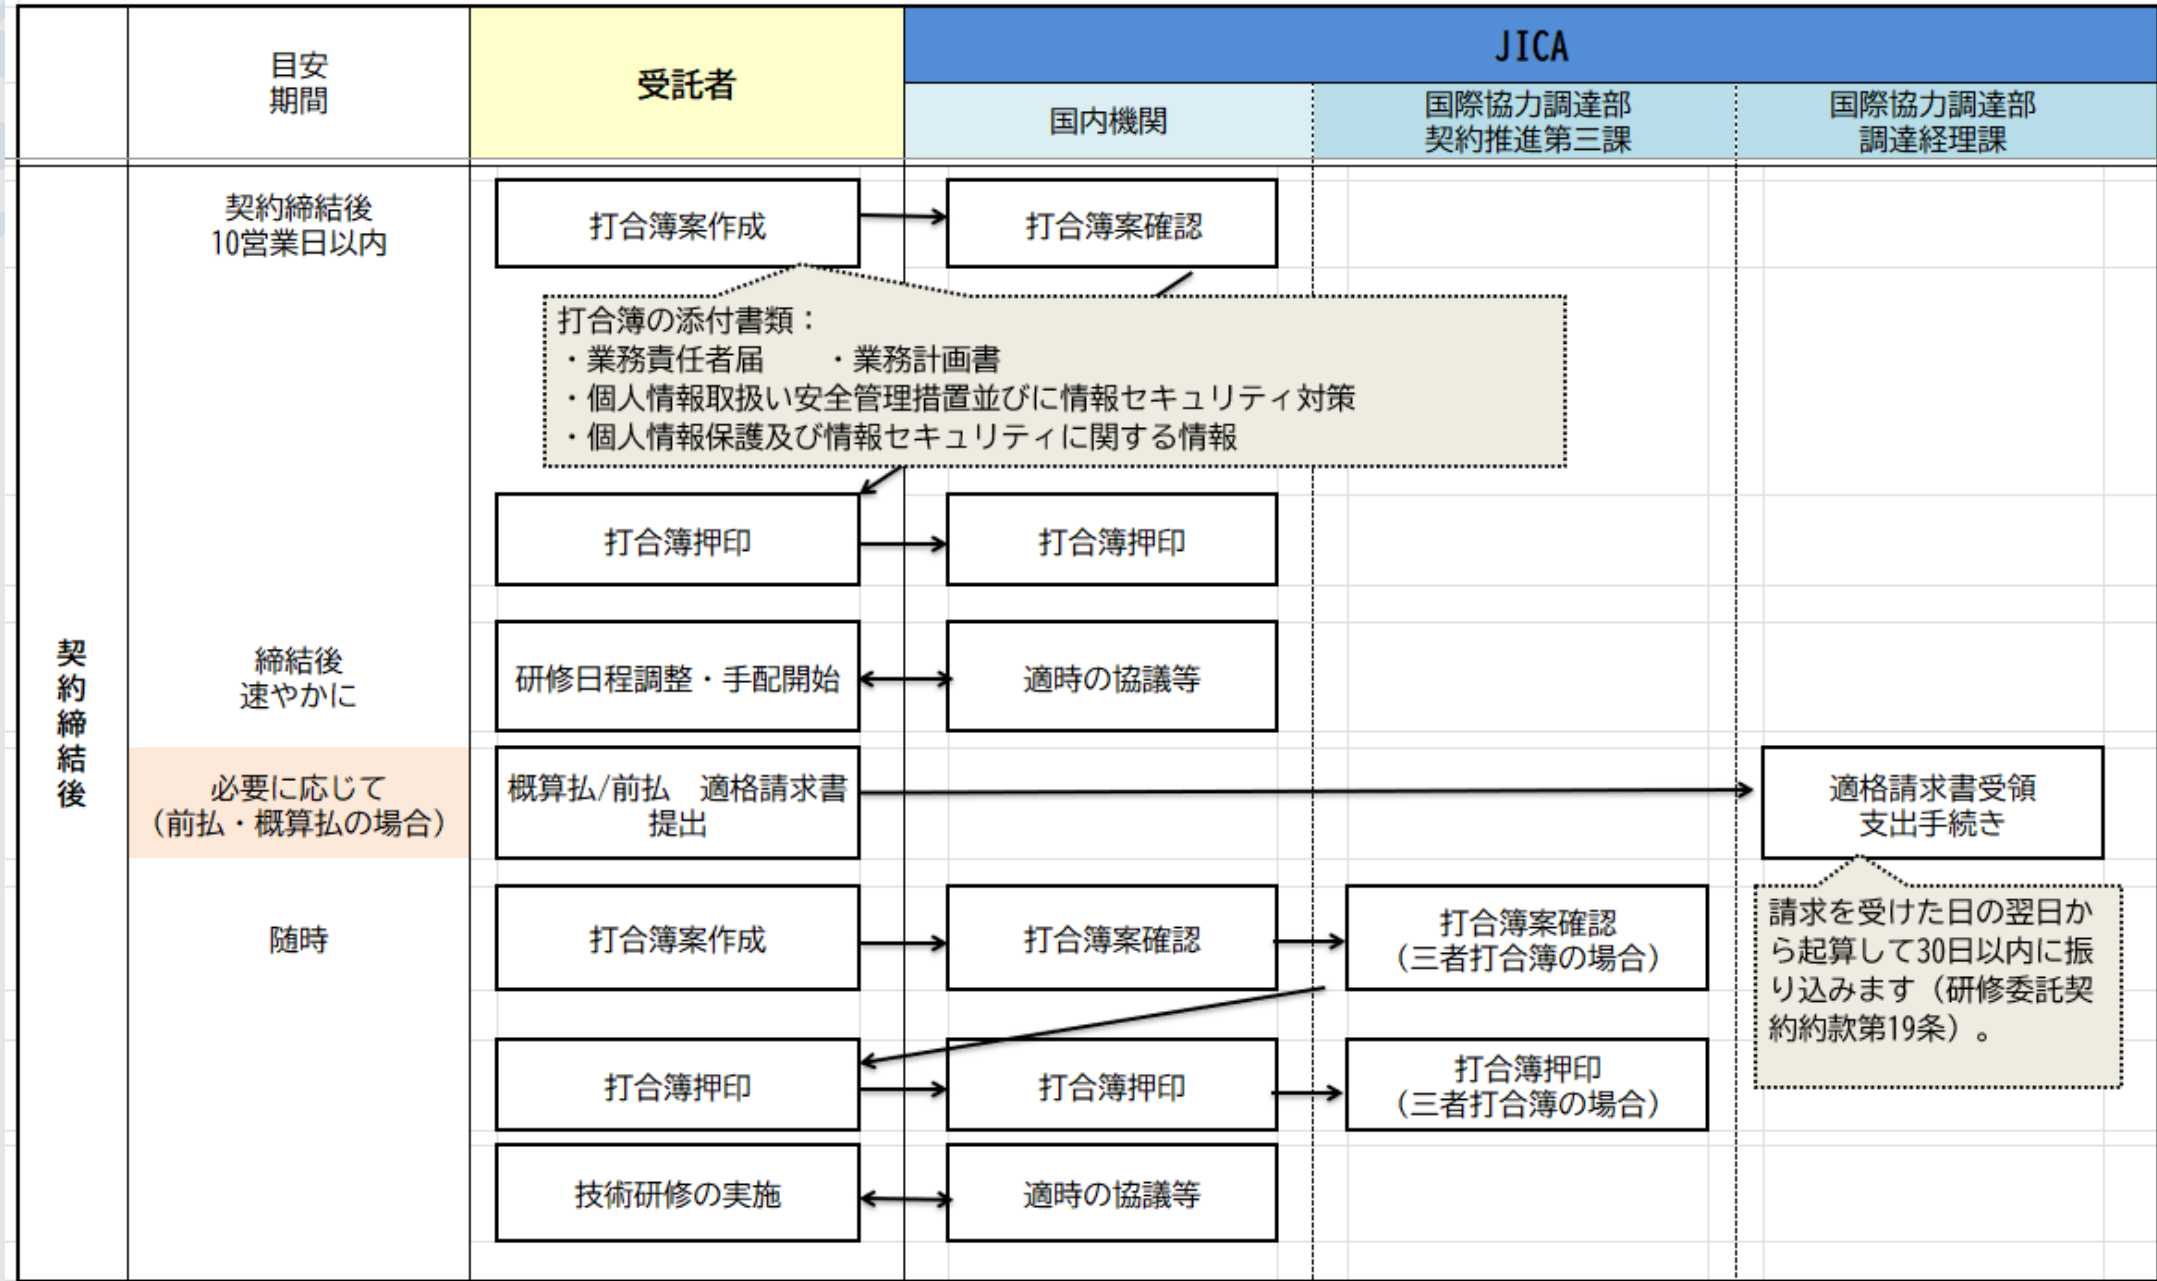 目安
期間
受託者
JICA
国内機関
国際協力調達部
契約推進第三課
国際協力調達部
調達経理課
契約締結後
契約締結後
10営業日以内
打合簿案作成
打合簿案確認
打合簿の添付書類：
・業務責任者届　　・業務計画書
・個人情報取扱い安全管理措置並びに情報セキュリティ対策
・個人情報保護及び情報セキュリティに関する情報
打合簿押印
打合簿押印
締結後
速やかに
研修日程調整・手配開始
適時の協議等
必要に応じて
（前払・概算払の場合）
概算払/前払　適格請求書
提出
適格請求書受領
支出手続き
請求を受けた日の翌日か
ら起算して30日以内に振
り込みます（研修委託契
約約款第19条）。
随時
打合簿案作成
打合簿案確認
打合簿案確認
（三者打合簿の場合）
打合簿押印
打合簿押印
打合簿押印
（三者打合簿の場合）
技術研修の実施
適時の協議等